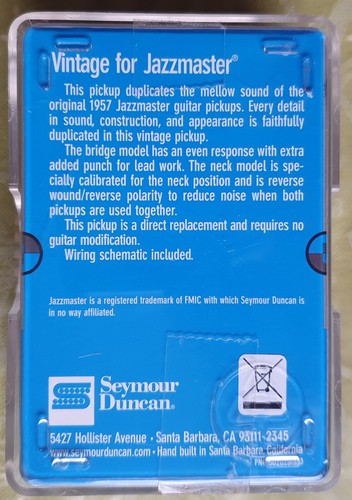 Vintage for Jazzmaster®
This pickup duplicates the mellow sound of the
original 1957 Jazzmaster guitar pickups. Every detail
in sound, construction, and appearance is faithfully
duplicated in this vintage pickup.
The bridge model has an even response with extra
added punch for lead work. The neck model is spe-
cially calibrated for the neck position and is reverse
wound/reverse polarity to reduce noise when both
pickups are used together.
This pickup is a direct replacement and requires no
guitar modification.
Wiring schematic included.
Jazzmaster is a registered trademark of FMIC with which Seymour Duncan is
in no way affiliated.
Seymour
Duncan®
5427 Hollister Avenue • Santa Barbara, CA 93111-2345
www.seymourduncan.com • Hand built in Santa Barbara, California